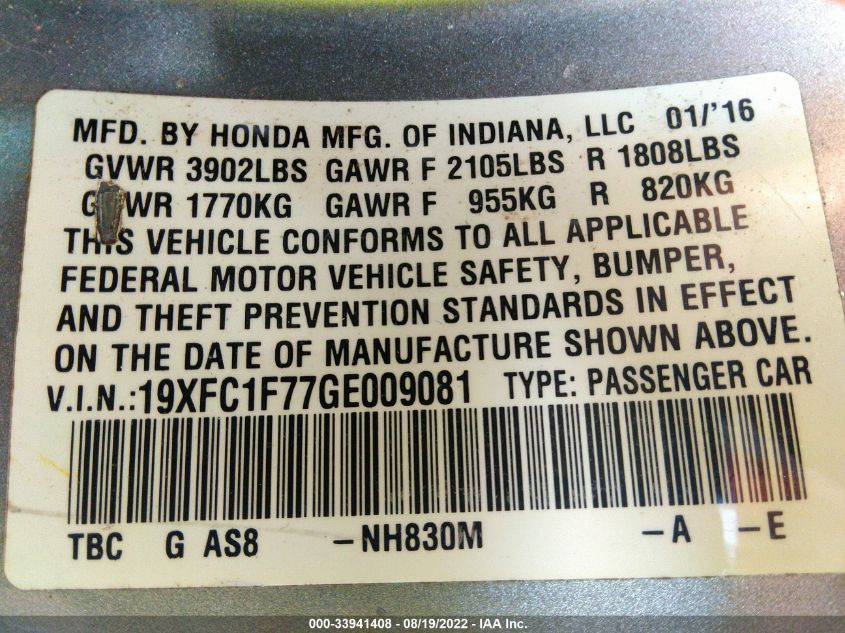 MFD. BY HONDA MFG. OF INDIANA, LLC 01/'16
GVWR 3902LBS GAWR F 2105LBS R 1808LBS
G WR 1770KG GAWR F 955KG R 820KG
THIS VEHICLE CONFORMS TO ALL APPLICABLE
FEDERAL MOTOR VEHICLE SAFETY, BUMPER,
AND THEFT PREVENTION STANDARDS IN EFFECT
ON THE DATE OF MANUFACTURE SHOWN ABOVE.
V.I.N.:19XFC1F77GE009081 TYPE: PASSENGER CAR
TBC G AS8 -NH830M -A -E
000-33941408 - 08/19/2022 - IAA Inc.